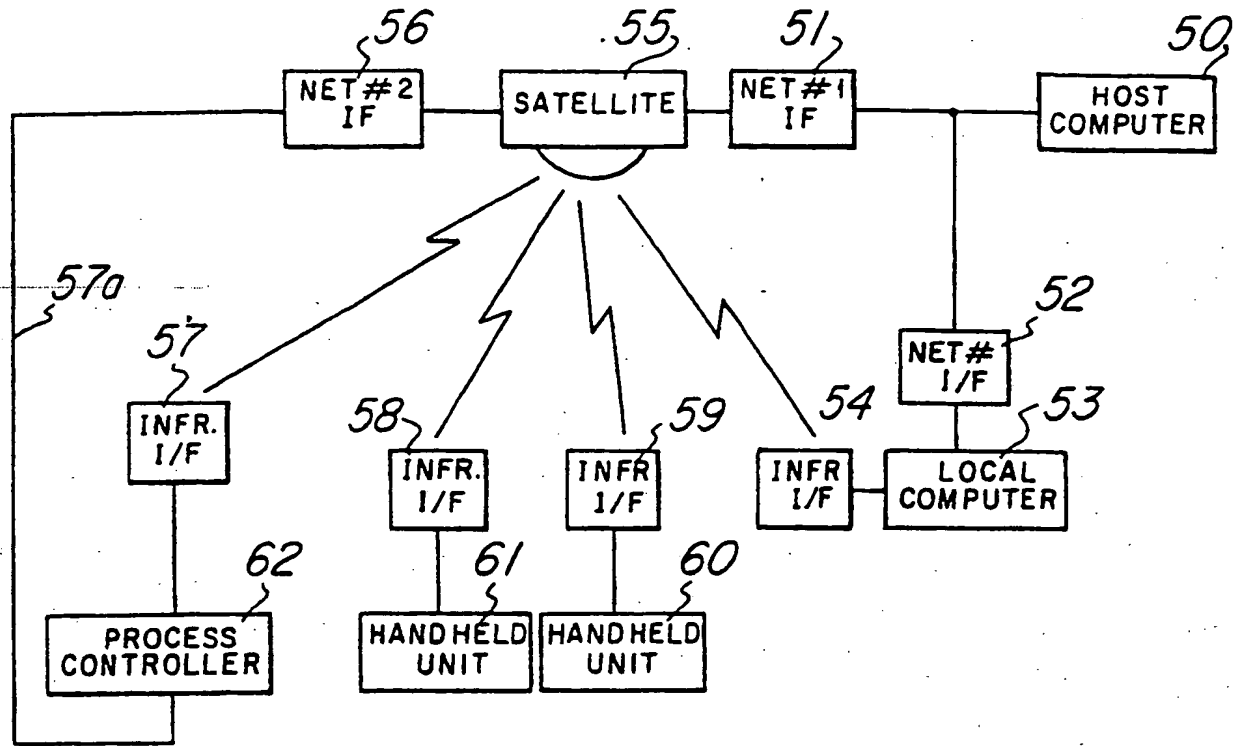 56
55
51
50
NET #2
IF
SATELLITE
NET #1
IF
HOST
COMPUTER
57a
57
52
NET #
I/F
58
59
54
53
INFR.
I/F
INFR.
I/F
INFR
I/F
INFR
I/F
LOCAL
COMPUTER
62
61
60
PROCESS
CONTROLLER
HAND HELD
UNIT
HAND HELD
UNIT